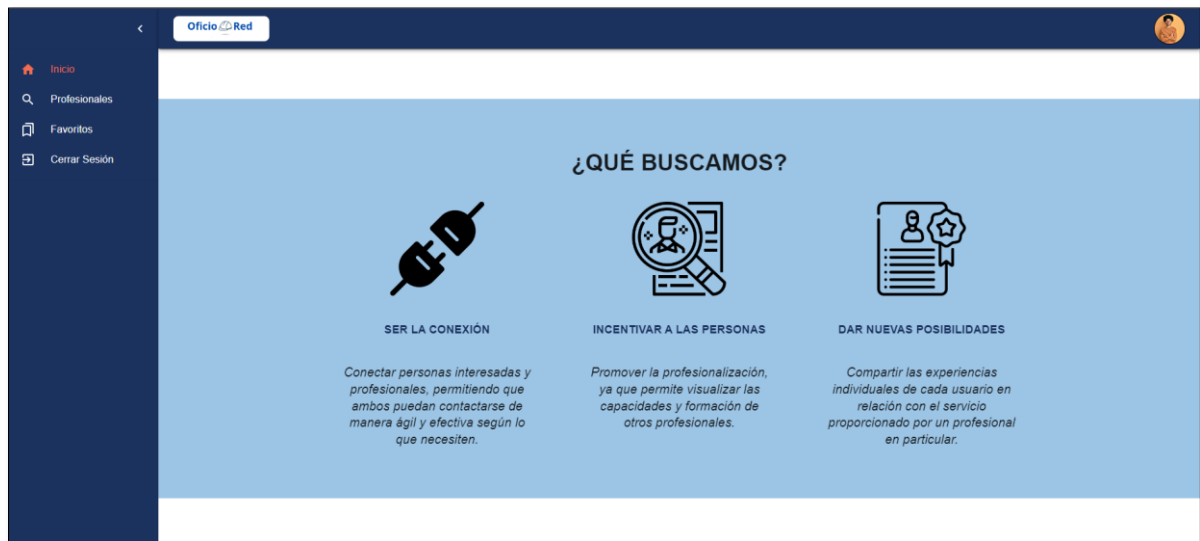 Oficio Red
Inicio
Profesionales
Favoritos
Cerrar Sesión
¿QUÉ BUSCAMOS?
SER LA CONEXIÓN
Conectar personas interesadas y
profesionales, permitiendo que
ambos puedan contactarse de
manera ágil y efectiva según lo
que necesiten.
INCENTIVAR A LAS PERSONAS
Promover la profesionalización,
ya que permite visualizar las
capacidades y formación de
otros profesionales.
DAR NUEVAS POSIBILIDADES
Compartir las experiencias
individuales de cada usuario en
relación con el servicio
proporcionado por un profesional
en particular.